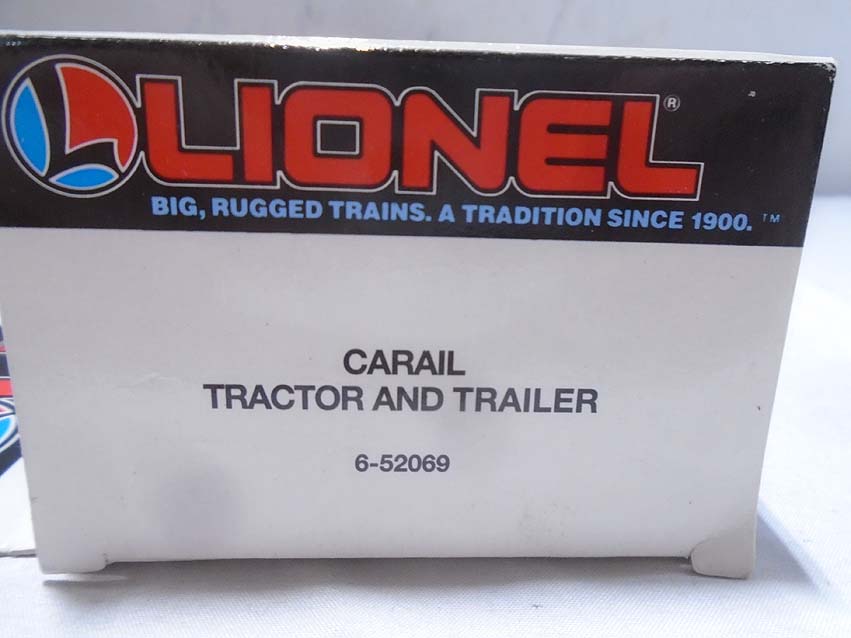 LIONEL®
BIG, RUGGED TRAINS. A TRADITION SINCE 1900.™
CARAIL
TRACTOR AND TRAILER
6-52069